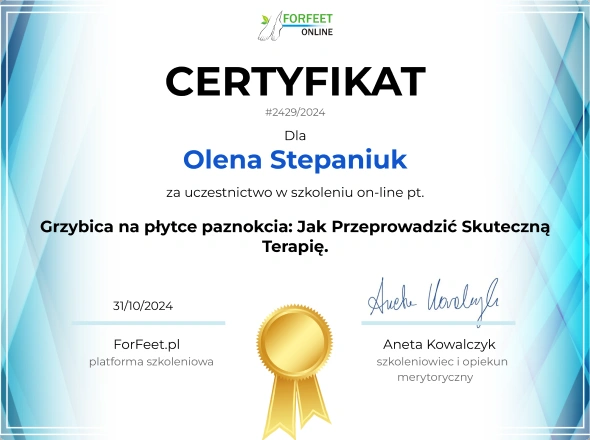 FORFEET
ONLINE
CERTYFIKAT
#2429/2024
Dla
Olena Stepaniuk
za uczestnictwo w szkoleniu on-line pt.
Grzybica na płytce paznokcia: Jak Przeprowadzić Skuteczną
Terapię.
31/10/2024
ForFeet.pl
platforma szkoleniowa
Aneta Kowalczyk
Aneta Kowalczyk
szkoleniowiec i opiekun
merytoryczny